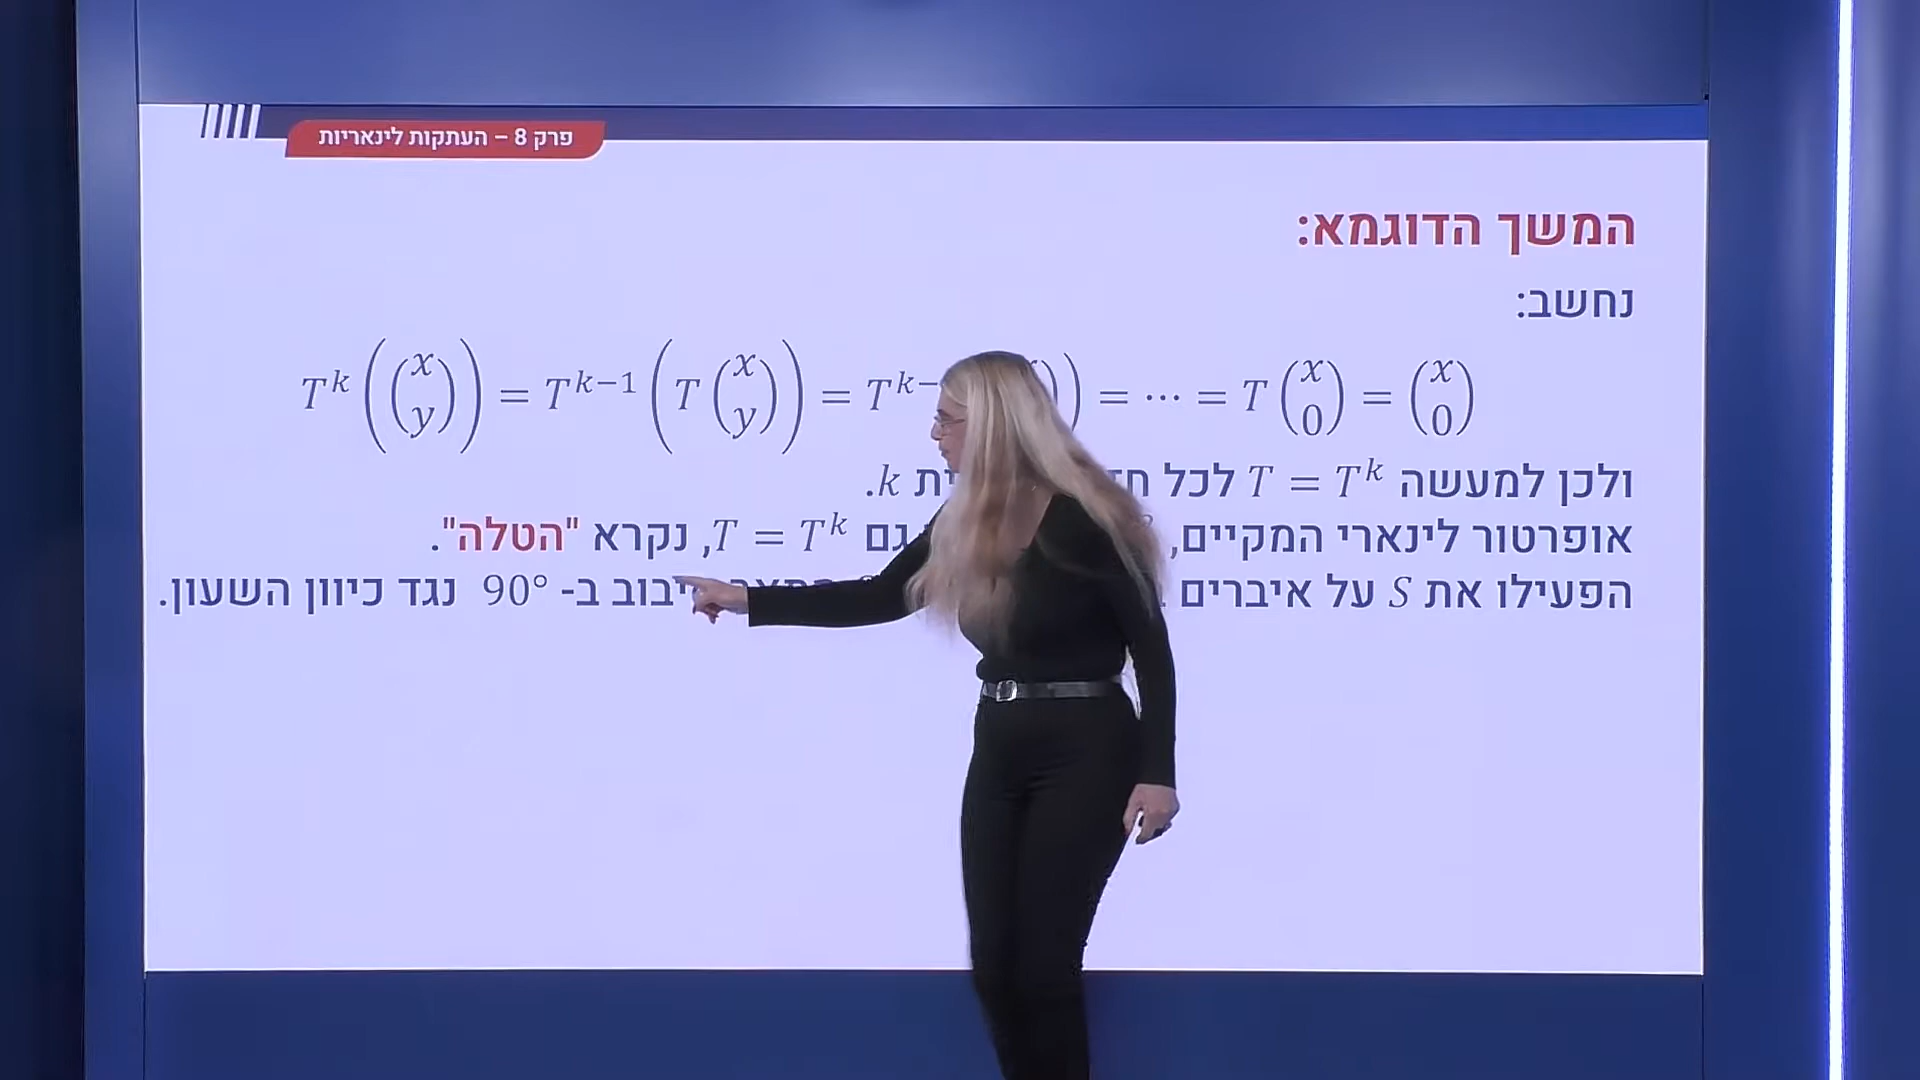 פרק 8 – העתקות לינאריות
המשך הדוגמא:
נחשב:
T^k((x y)) = T^{k-1}(T(x y)) = T^{k-} = ⋯ = T(x 0) = (x 0)
ולכן למעשה T = T^k לכל k.
אופרטור לינארי המקיים, גם T = T^k, נקרא "הטלה".
הפעילו את S על איברים ב- 90° נגד כיוון השעון.